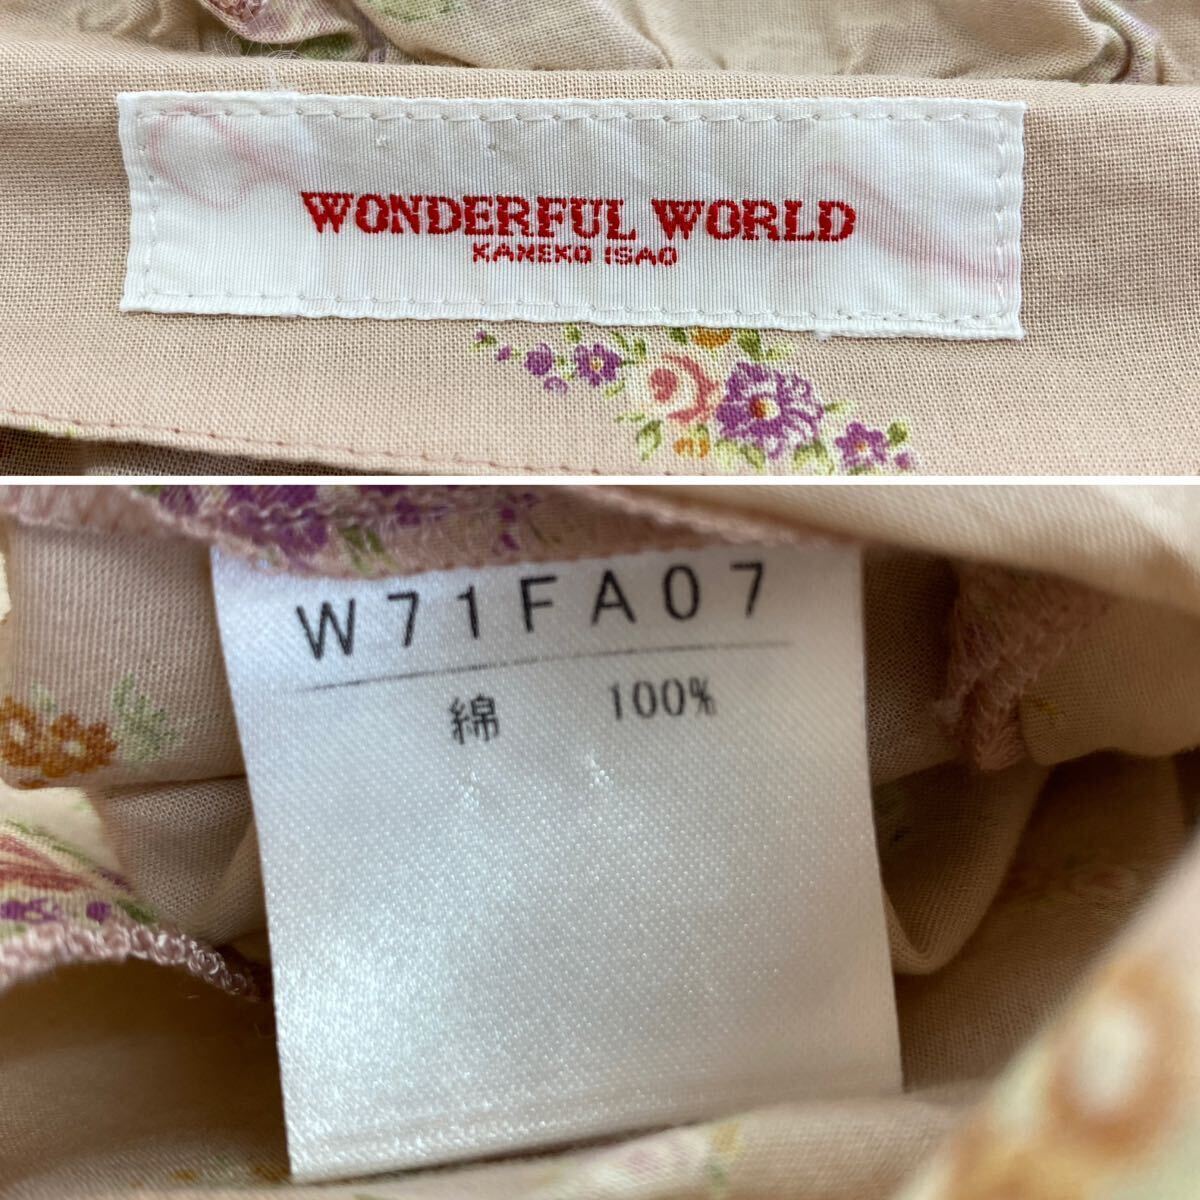 WONDERFUL WORLD
KANEKO ISAO
W71FA07
綿 100%